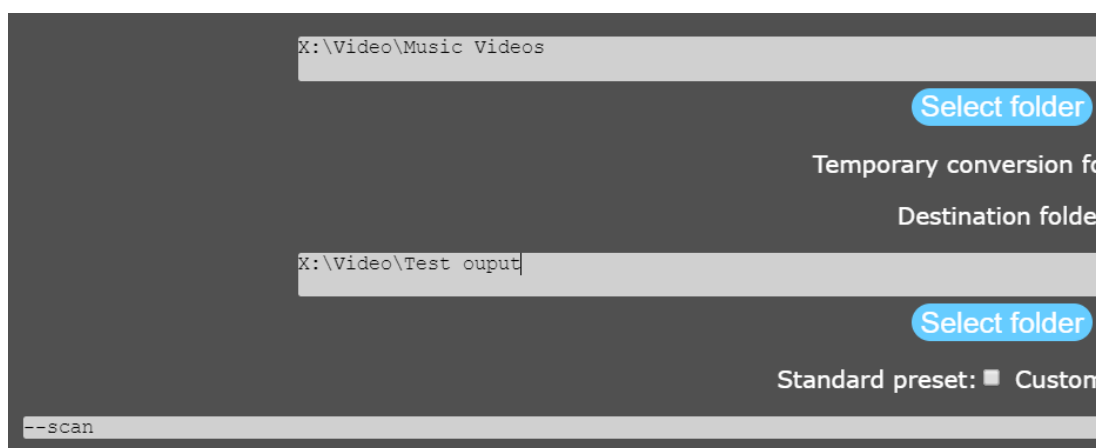 X:\Video\Music Videos
Select folder
Temporary conversion fo
Destination folde
X:\Video\Test ouput
Select folder
Standard preset: Custom
--scan